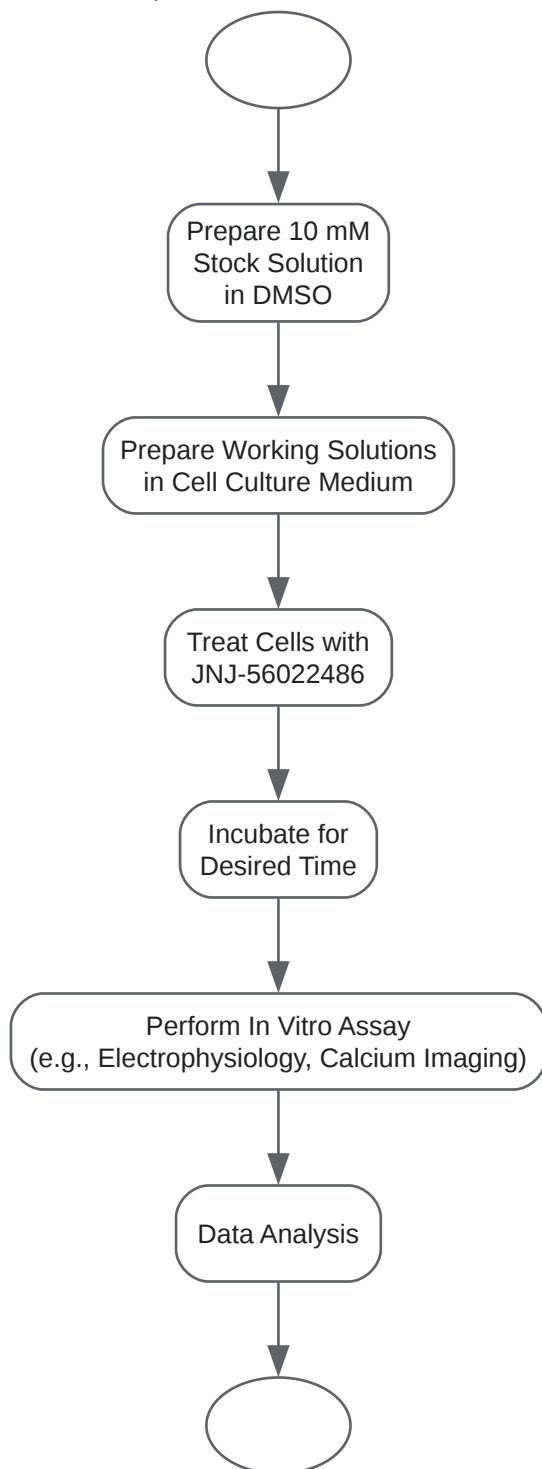 Prepare 10 mM
Stock Solution
in DMSO
Prepare Working Solutions
in Cell Culture Medium
Treat Cells with
JNJ-56022486
Incubate for
Desired Time
Perform In Vitro Assay
(e.g., Electrophysiology, Calcium Imaging)
Data Analysis